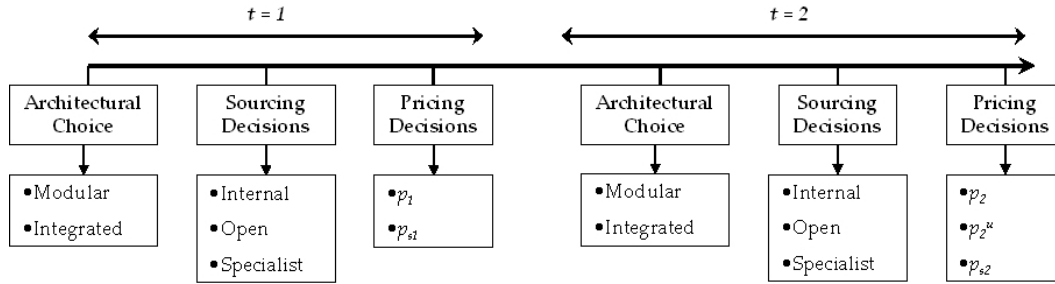 t = 1
t = 2
Architectural
Choice
Sourcing
Decisions
Pricing
Decisions
Architectural
Choice
Sourcing
Decisions
Pricing
Decisions
•Modular
•Integrated
•Internal
•Open
•Specialist
•p1
•ps1
•Modular
•Integrated
•Internal
•Open
•Specialist
•p2
•p2u
•ps2